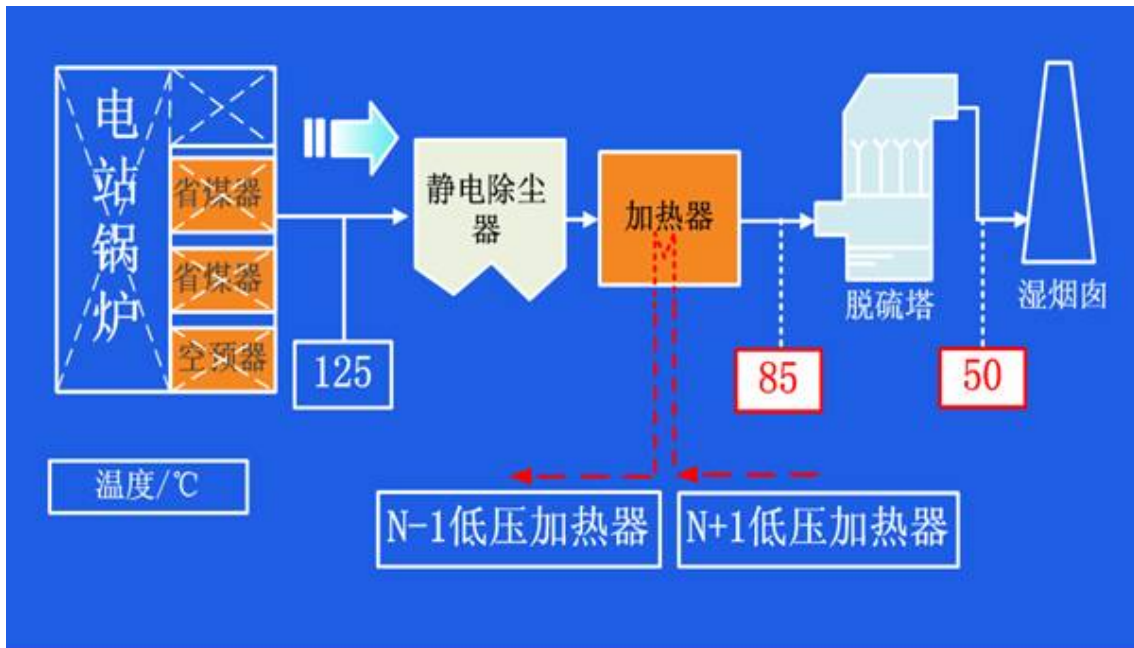 电
站
锅
炉
省煤器
省煤器
空预器
125
静电除尘
器
加热器
脱硫塔
湿烟囱
85
50
温度/℃
N-1低压加热器
N+1低压加热器